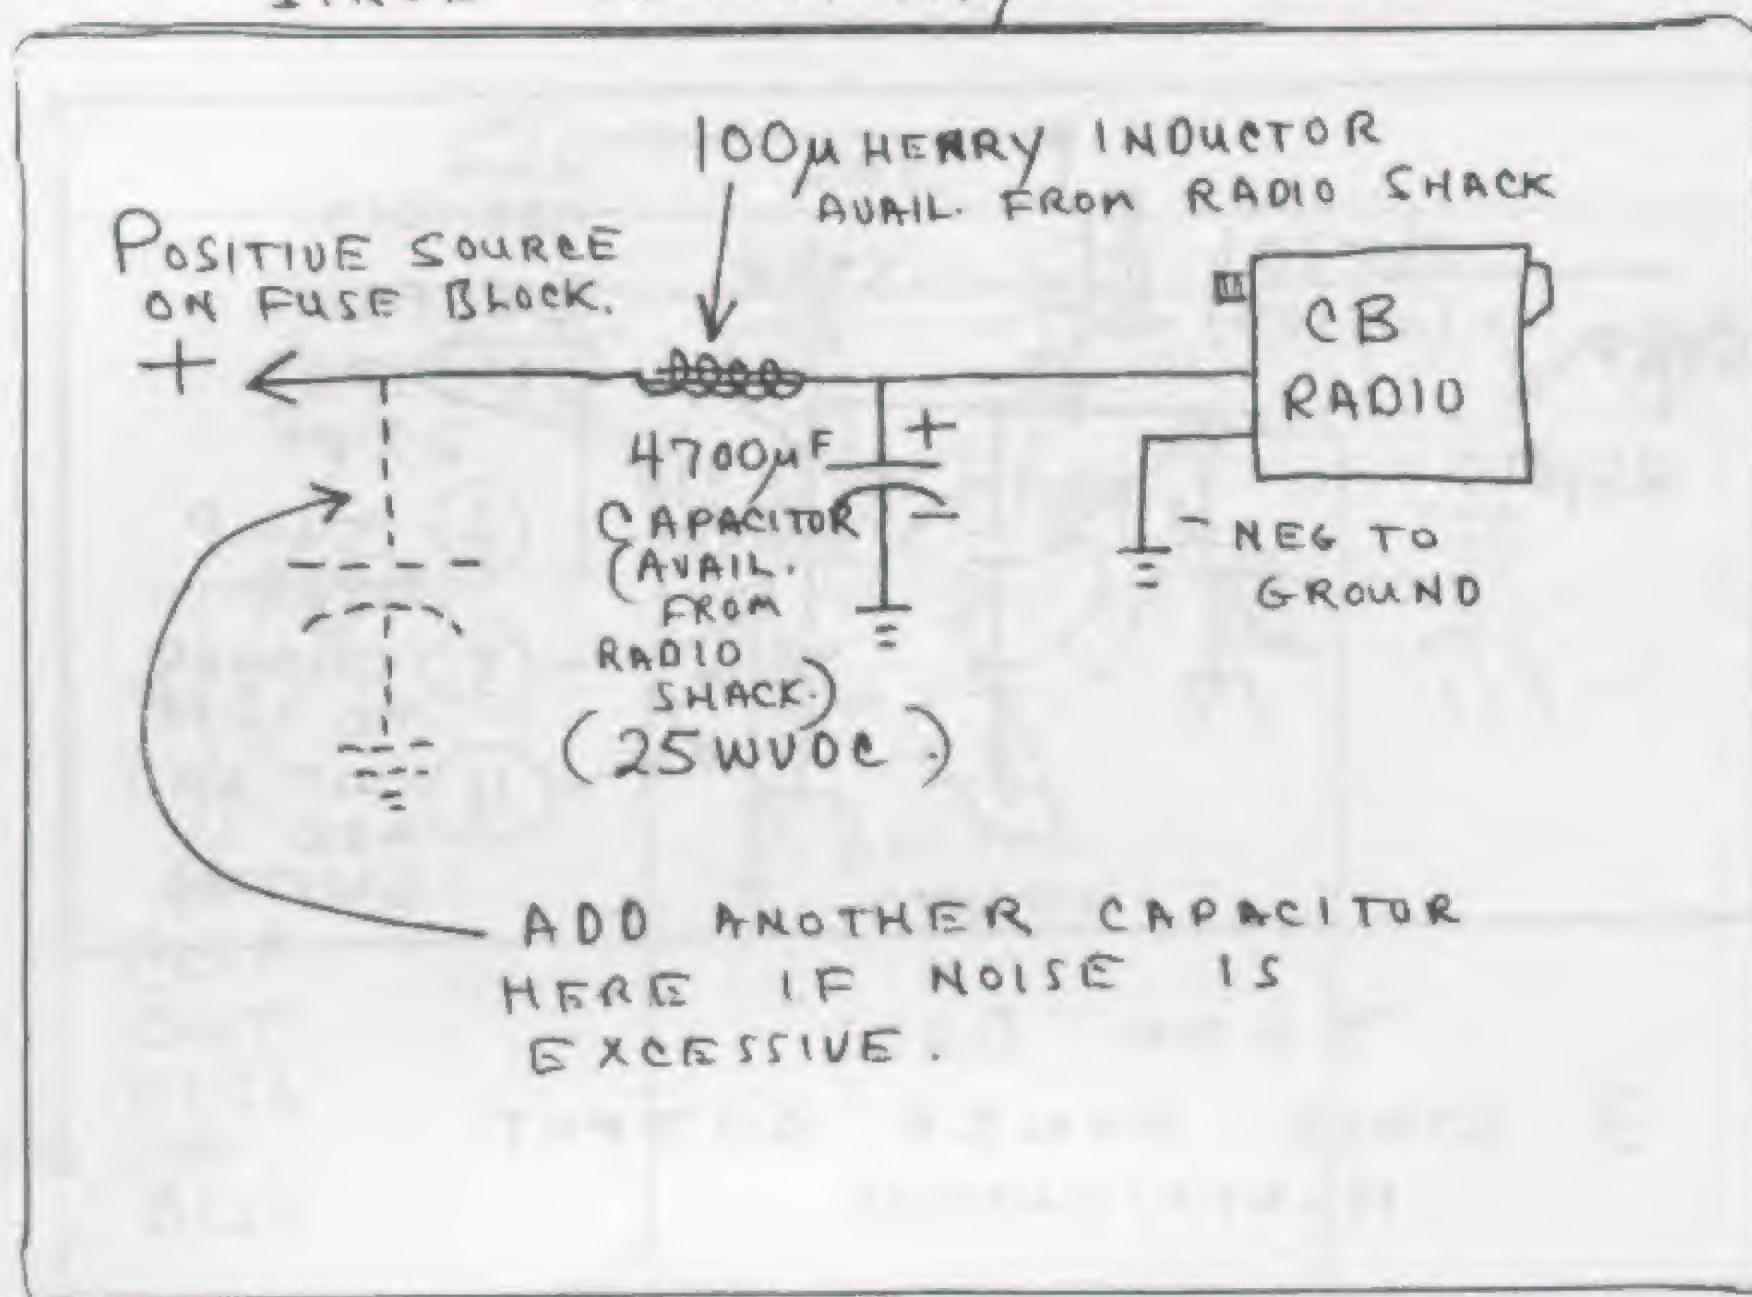 100µ HENRY INDUCTOR
AVAIL. FROM RADIO SHACK
POSITIVE SOURCE
ON FUSE BLOCK.
+
CB
RADIO
+
4700µF
CAPACITOR
-
(AVAIL.
FROM
RADIO
SHACK.)
(25WVDC.)
- NEG TO
GROUND
ADD ANOTHER CAPACITOR
HERE IF NOISE IS
EXCESSIVE.